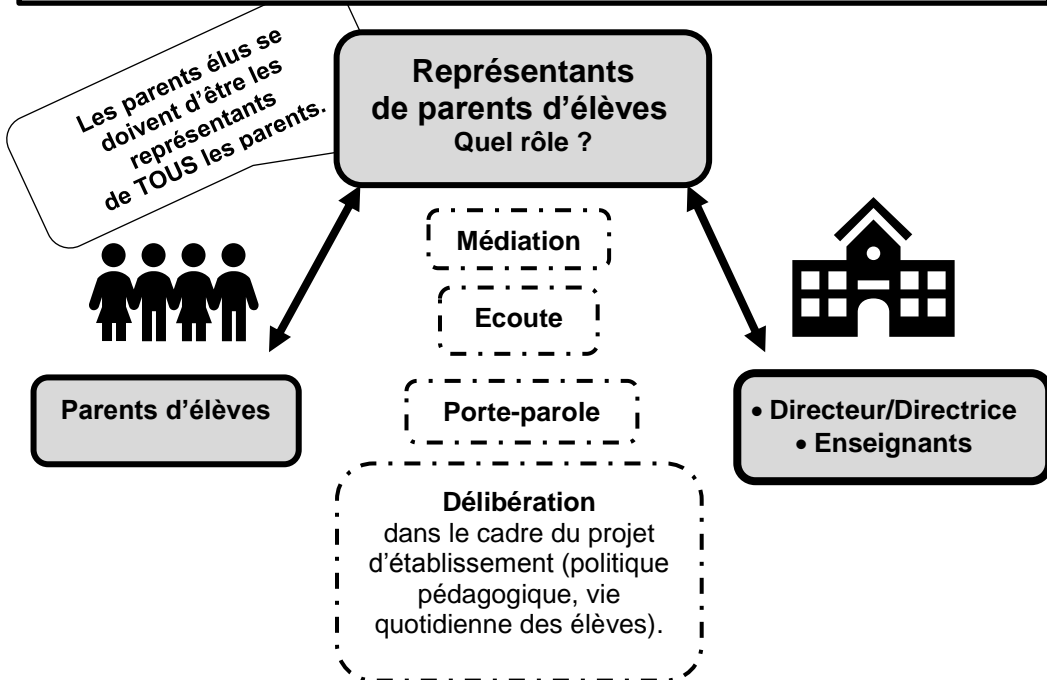 Les parents élus se
doivent d'être les
représentants
de TOUS les parents.
Représentants
de parents d'élèves
Quel rôle ?
Médiation
Ecoute
Porte-parole
Délibération
dans le cadre du projet
d'établissement (politique
pédagogique, vie
quotidienne des élèves).
Parents d'élèves
• Directeur/Directrice
• Enseignants